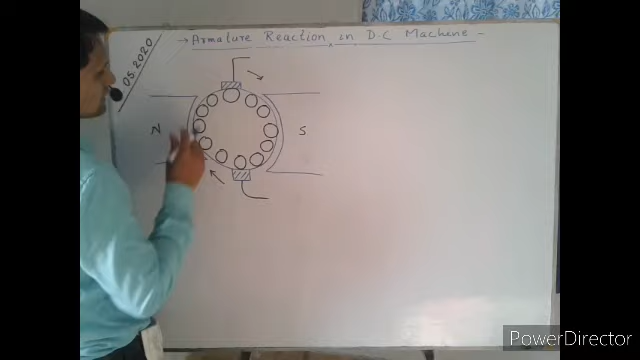 → Armature Reaction in D.C Machine -
05.2020
N
S
PowerDirector